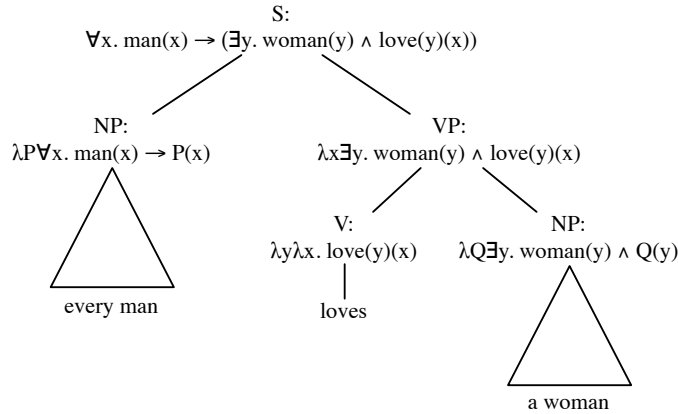 S:
∀x. man(x) → (∃y. woman(y) ∧ love(y)(x))
NP:
λP∀x. man(x) → P(x)
VP:
λx∃y. woman(y) ∧ love(y)(x)
every man
V:
λyλx. love(y)(x)
loves
NP:
λQ∃y. woman(y) ∧ Q(y)
a woman